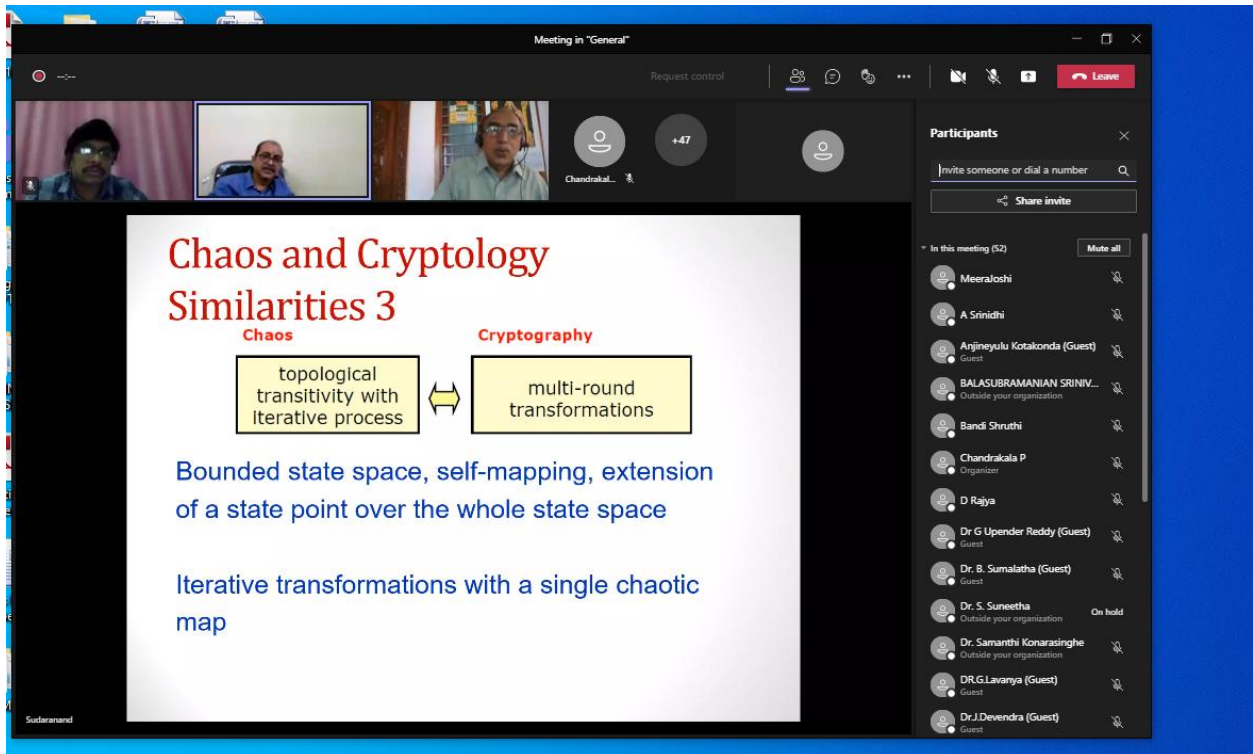 Meeting in "General"
--:--
Request control
Leave
Chandrakal...
+47
Chaos and Cryptology
Similarities 3
Chaos
Cryptography
topological
transitivity with
iterative process
multi-round
transformations
Bounded state space, self-mapping, extension
of a state point over the whole state space
Iterative transformations with a single chaotic
map
Sudaranand
Participants
Invite someone or dial a number
Share invite
In this meeting (52)
Mute all
MeeraJoshi
A Srinidhi
Anjineyulu Kotakonda (Guest)
Guest
BALASUBRAMANIAN SRINIV...
Outside your organization
Bandi Shruthi
Chandrakala P
Organizer
D Rajya
Dr G Upender Reddy (Guest)
Guest
Dr. B. Sumalatha (Guest)
Guest
Dr. S. Suneetha
Outside your organization
On hold
Dr. Samanthi Konarasinghe
Outside your organization
DR.G.Lavanya (Guest)
Guest
Dr.J.Devendra (Guest)
Guest